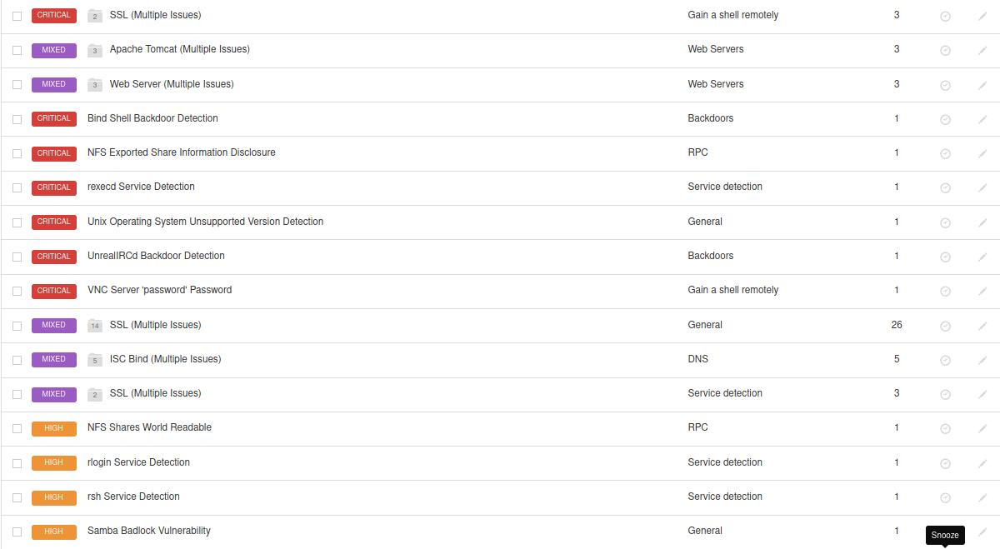 CRITICAL 2 SSL (Multiple Issues) Gain a shell remotely 3
MIXED 3 Apache Tomcat (Multiple Issues) Web Servers 3
MIXED 3 Web Server (Multiple Issues) Web Servers 3
CRITICAL Bind Shell Backdoor Detection Backdoors 1
CRITICAL NFS Exported Share Information Disclosure RPC 1
CRITICAL rexecd Service Detection Service detection 1
CRITICAL Unix Operating System Unsupported Version Detection General 1
CRITICAL UnrealIRCd Backdoor Detection Backdoors 1
CRITICAL VNC Server 'password' Password Gain a shell remotely 1
MIXED 14 SSL (Multiple Issues) General 26
MIXED 5 ISC Bind (Multiple Issues) DNS 5
MIXED 2 SSL (Multiple Issues) Service detection 3
HIGH NFS Shares World Readable RPC 1
HIGH rlogin Service Detection Service detection 1
HIGH rsh Service Detection Service detection 1
HIGH Samba Badlock Vulnerability General 1
Snooze